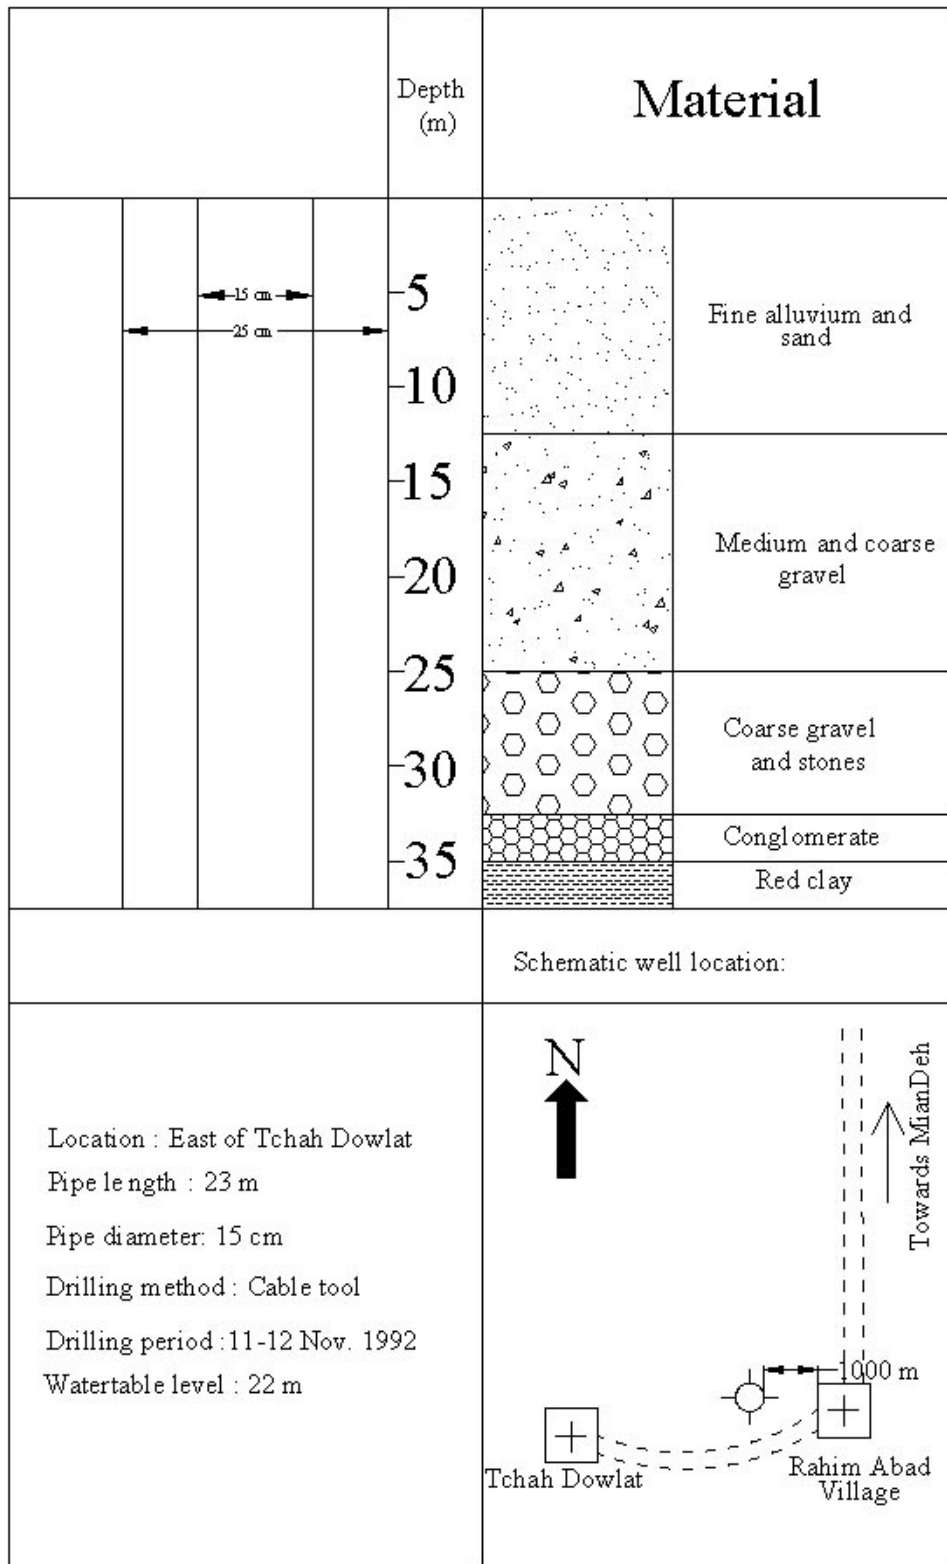 Depth
(m)
Material
15 cm
25 cm
5
10
15
20
25
30
35
Fine alluvium and
sand
Medium and coarse
gravel
Coarse gravel
and stones
Conglomerate
Red clay
Schematic well location:
Location : East of Tchah Dowlat
Pipe length : 23 m
Pipe diameter: 15 cm
Drilling method : Cable tool
Drilling period :11-12 Nov. 1992
Watertable level : 22 m
N
Towards MianDeh
1000 m
Tchah Dowlat
Rahim Abad
Village